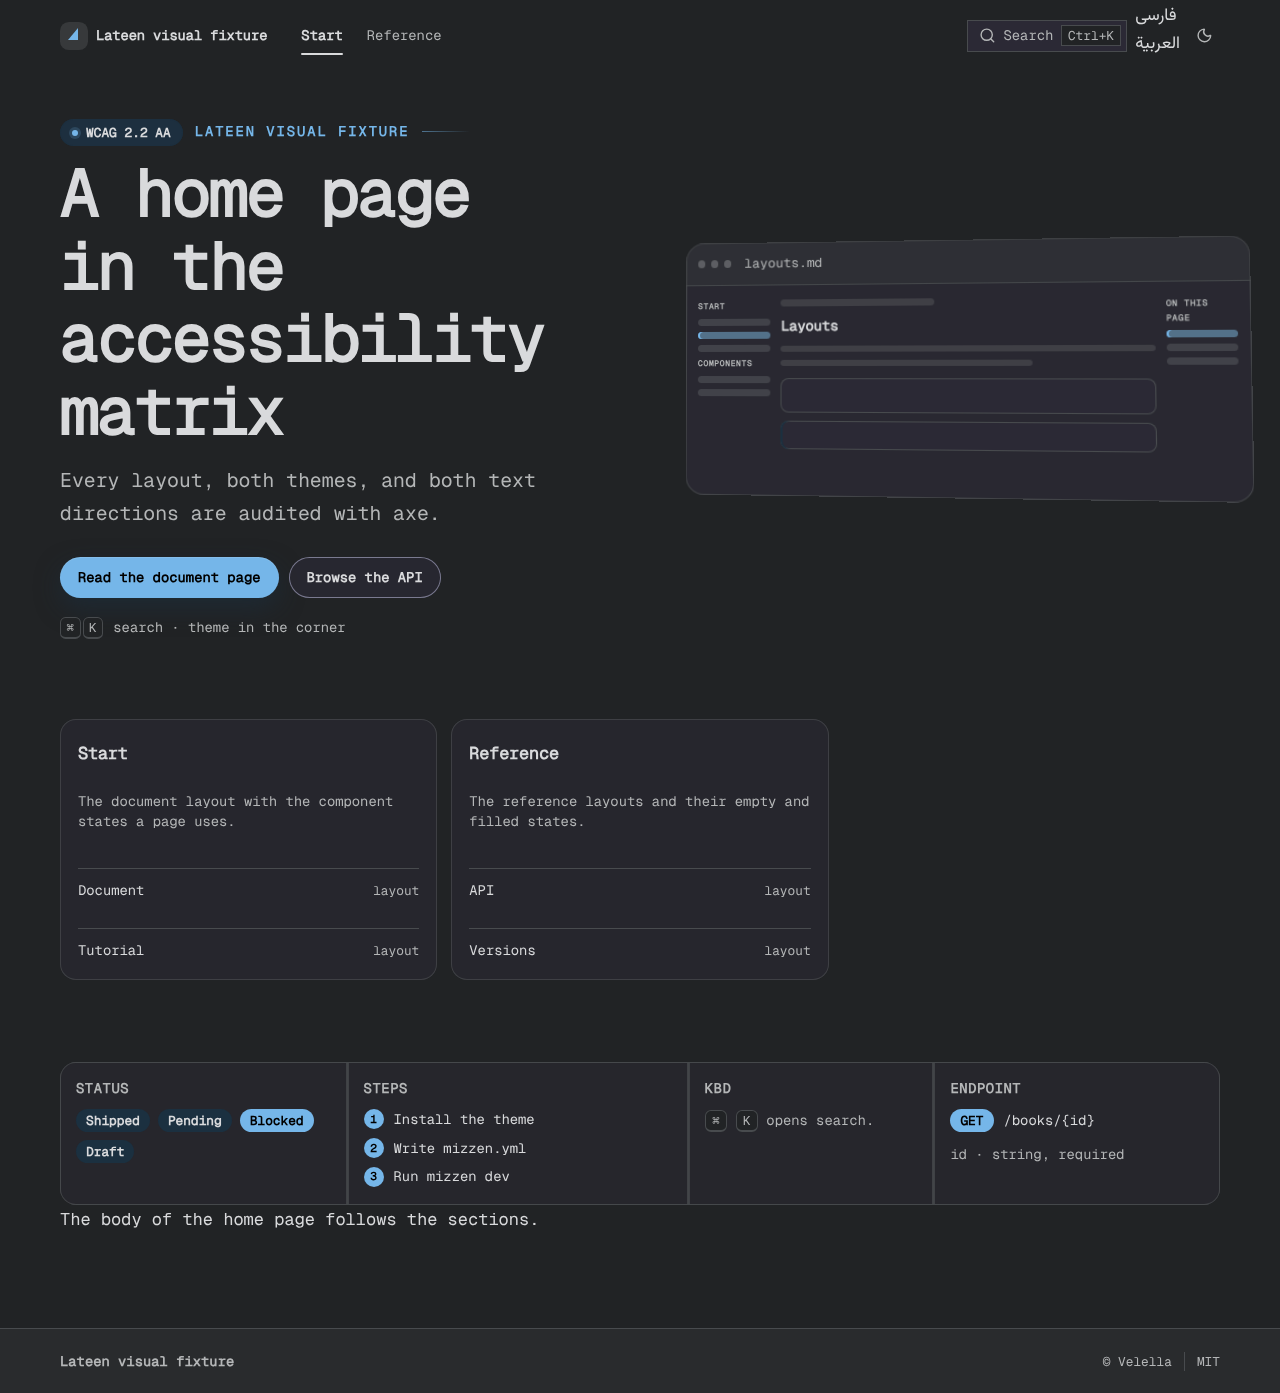 Lateen visual fixture
Start
Reference
Search
Ctrl+K
فارسی
العربية
WCAG 2.2 AA
LATEEN VISUAL FIXTURE
A home page
in the
accessibility
matrix
Every layout, both themes, and both text
directions are audited with axe.
Read the document page
Browse the API
⌘ K search · theme in the corner
layouts.md
START
COMPONENTS
Layouts
ON THIS
PAGE
Start
The document layout with the component
states a page uses.
Document layout
Tutorial layout
Reference
The reference layouts and their empty and
filled states.
API layout
Versions layout
STATUS
Shipped Pending Blocked
Draft
STEPS
1 Install the theme
2 Write mizzen.yml
3 Run mizzen dev
KBD
⌘ K opens search.
ENDPOINT
GET /books/{id}
id · string, required
The body of the home page follows the sections.
Lateen visual fixture
© Velella
MIT